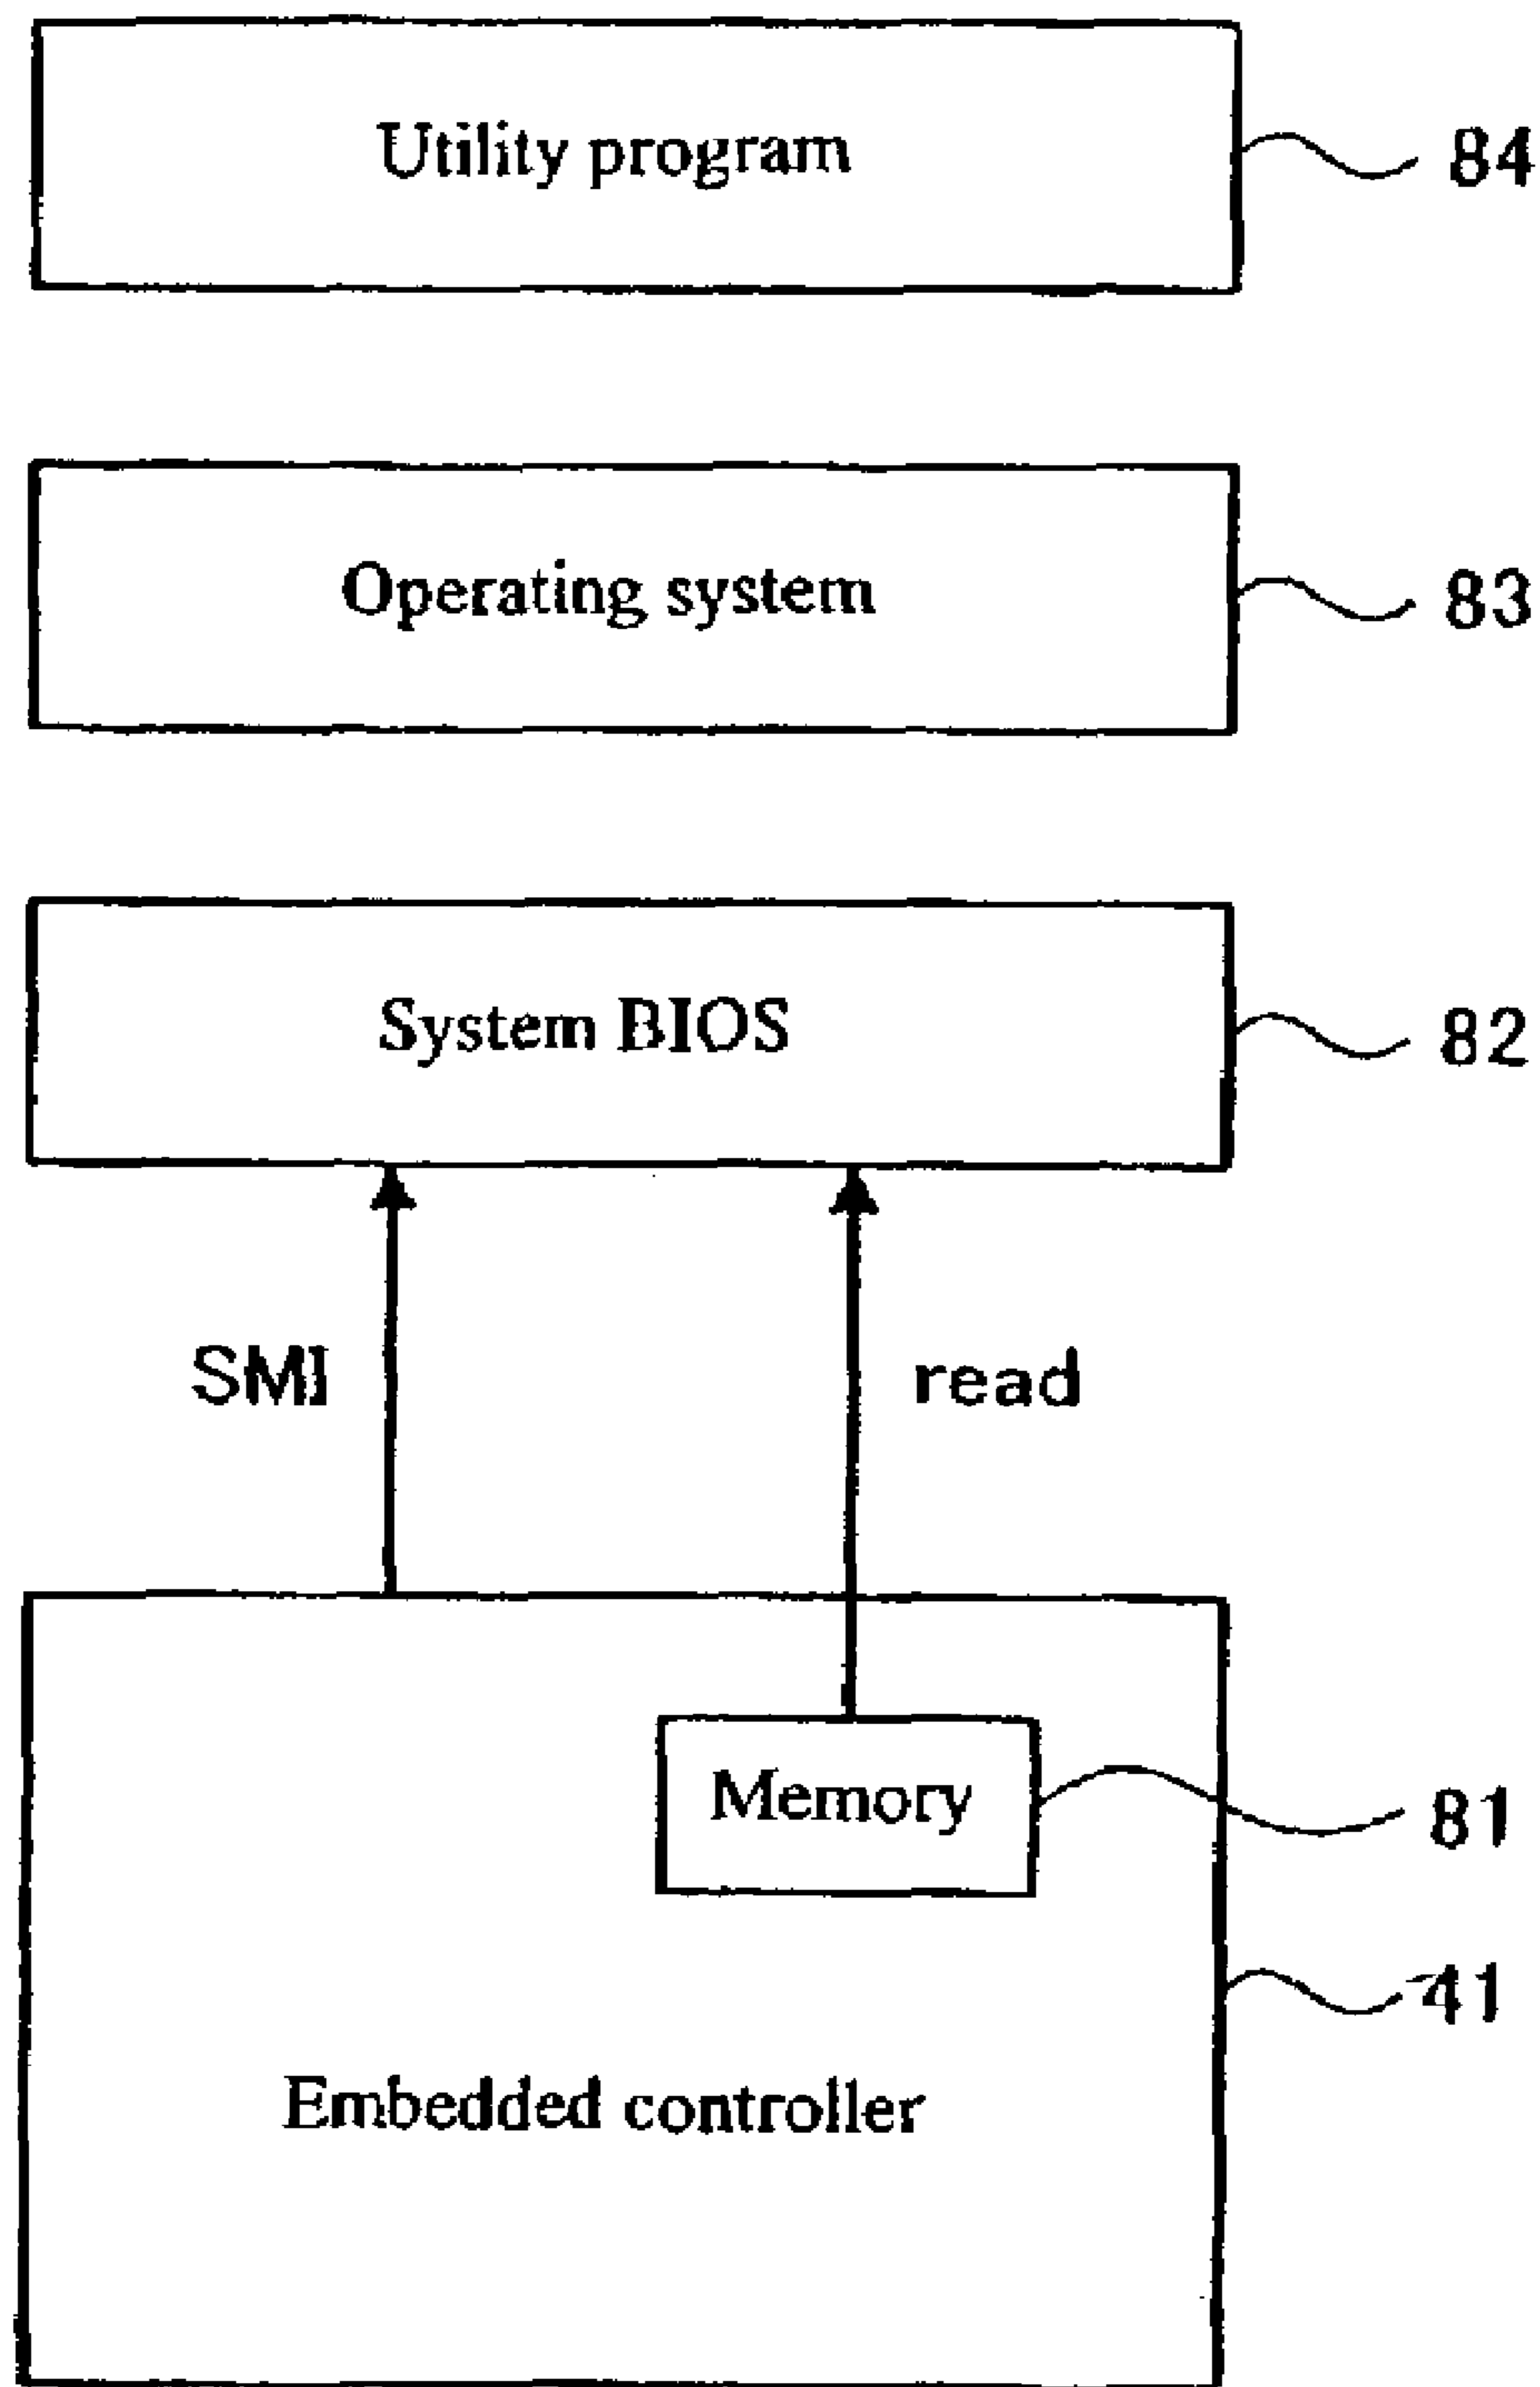 Utility program
84
Operating system
83
System BIOS
82
SMI
read
Memory
81
41
Embedded controller